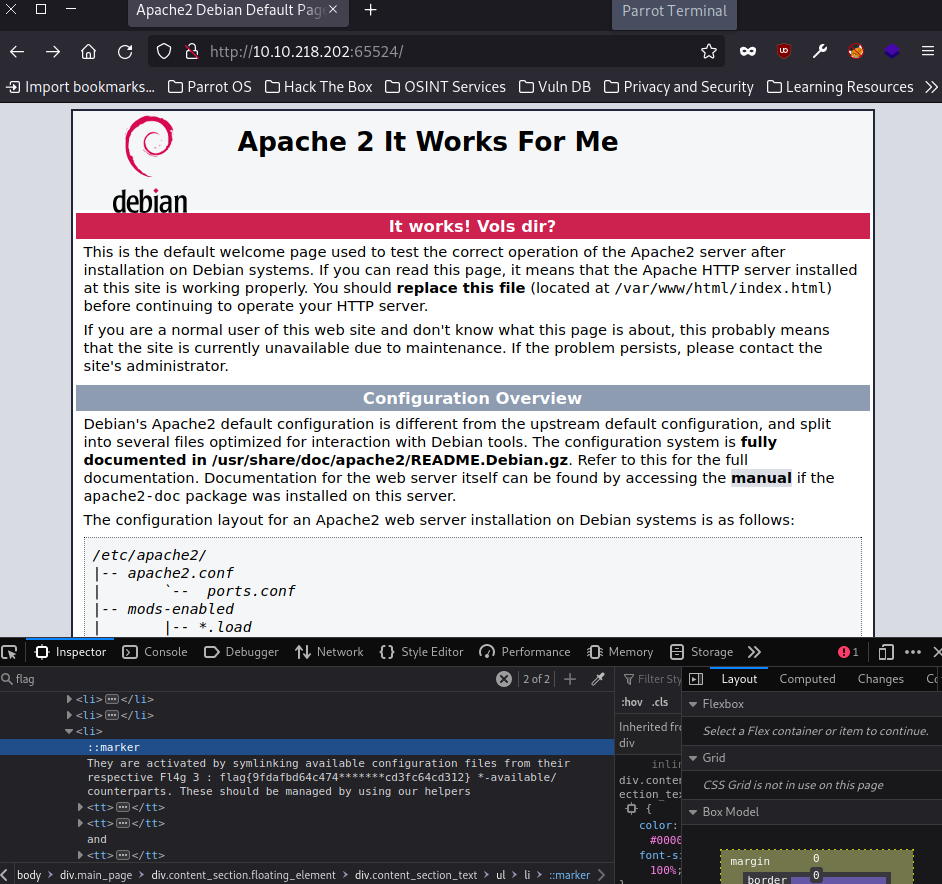 Apache2 Debian Default Pag
Parrot Terminal
http://10.10.218.202:65524/
Import bookmarks...
Parrot OS
Hack The Box
OSINT Services
Vuln DB
Privacy and Security
Learning Resources
debian
Apache 2 It Works For Me
It works! Vols dir?
This is the default welcome page used to test the correct operation of the Apache2 server after
installation on Debian systems. If you can read this page, it means that the Apache HTTP server installed
at this site is working properly. You should replace this file (located at /var/www/html/index.html)
before continuing to operate your HTTP server.
If you are a normal user of this web site and don't know what this page is about, this probably means
that the site is currently unavailable due to maintenance. If the problem persists, please contact the
site's administrator.
Configuration Overview
Debian's Apache2 default configuration is different from the upstream default configuration, and split
into several files optimized for interaction with Debian tools. The configuration system is fully
documented in /usr/share/doc/apache2/README.Debian.gz. Refer to this for the full
documentation. Documentation for the web server itself can be found by accessing the manual if the
apache2-doc package was installed on this server.
The configuration layout for an Apache2 web server installation on Debian systems is as follows:
/etc/apache2/
|-- apache2.conf
|       `--  ports.conf
|-- mods-enabled
|       |-- *.load
Inspector
Console
Debugger
Network
Style Editor
Performance
Memory
Storage
1
flag
2 of 2
<li></li>
<li></li>
<li>
::marker
They are activated by symlinking available configuration files from their
respective Fl4g 3 : flag{9fdafbd64c474*******cd3fc64cd312} *-available/
counterparts. These should be managed by using our helpers
<tt></tt>
<tt></tt>
and
<tt></tt>
body > div.main_page > div.content_section.floating_element > div.content_section_text > ul > li > ::marker
Filter Sty
:hov .cls
Inherited fr
div
inlin
div.conten
ection_tex
{
color:
#0000
font-si
100%;
Layout
Computed
Changes
Flexbox
Select a Flex container or item to continue.
Grid
CSS Grid is not in use on this page
Box Model
margin
0
border
0